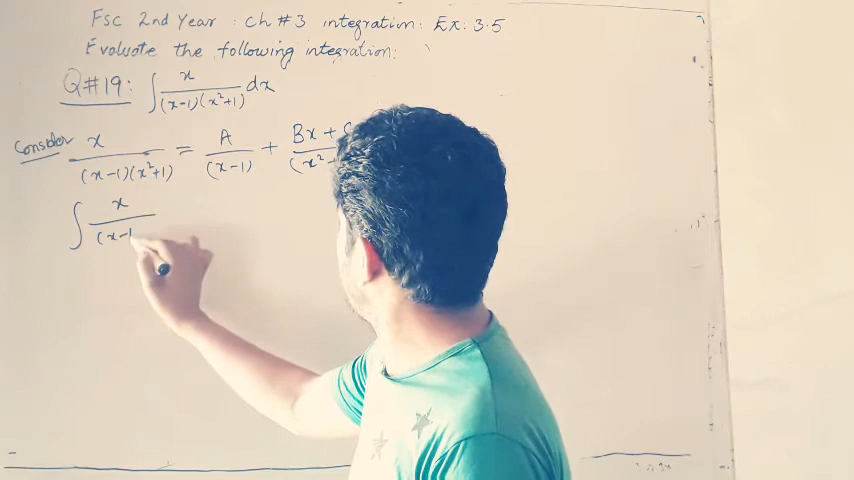 Fsc 2nd Year : Ch # 3 integration: Ex: 3.5
Evaluate the following integration:
Q#19: ∫ x / (x-1)(x²+1) dx
Consider x / (x-1)(x²+1) = A / (x-1) + Bx + C / (x²+
∫ x / (x-1